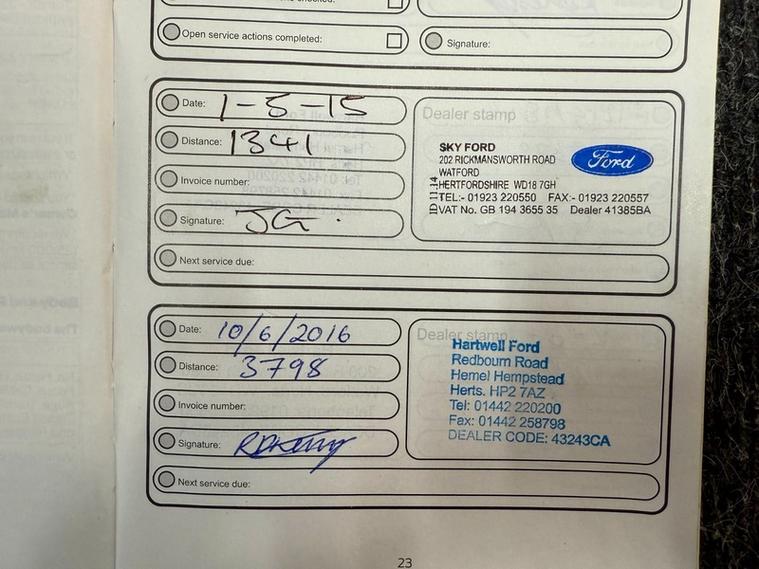 Open service actions completed:
Signature:
Date: 1-5-15
Distance: 1341
Invoice number:
Signature: JG.
Next service due:
Dealer stamp
SKY FORD
202 RICKMANSWORTH ROAD
WATFORD
HERTFORDSHIRE WD18 7GH
TEL:- 01923 220550 FAX:- 01923 220557
VAT No. GB 194 3655 35 Dealer 41385BA
Ford
Date: 10/6/2016
Distance: 3798
Invoice number:
Signature:
Next service due:
Dealer stamp
Hartwell Ford
Redbourn Road
Hemel Hempstead
Herts. HP2 7AZ
Tel: 01442 220200
Fax: 01442 258798
DEALER CODE: 43243CA
23